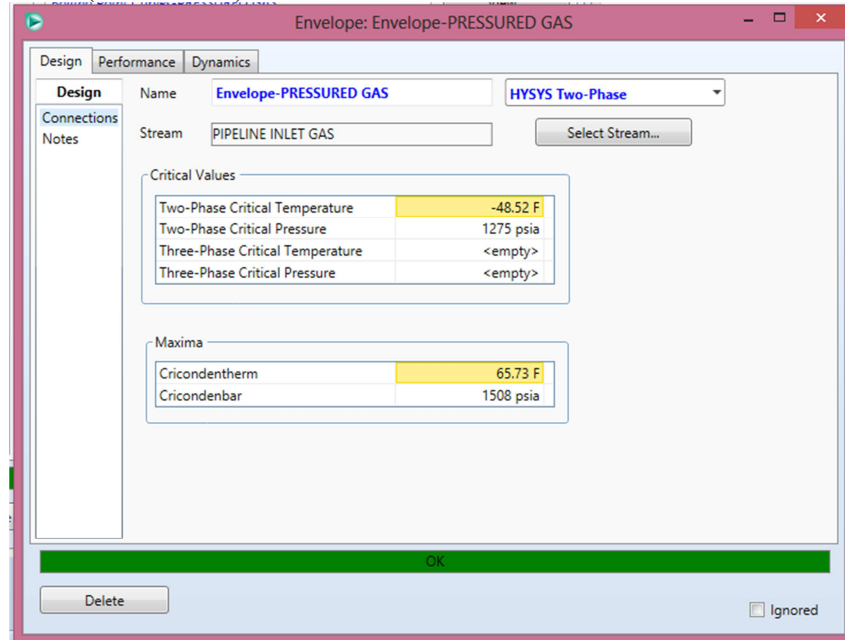 Envelope: Envelope-PRESSURED GAS
Design Performance Dynamics
Design
Connections
Notes
Name Envelope-PRESSURED GAS HYSYS Two-Phase
Stream PIPELINE INLET GAS Select Stream...
Critical Values
Two-Phase Critical Temperature -48.52 F
Two-Phase Critical Pressure 1275 psia
Three-Phase Critical Temperature <empty>
Three-Phase Critical Pressure <empty>
Maxima
Cricondentherm 65.73 F
Cricondenbar 1508 psia
OK
Delete
Ignored